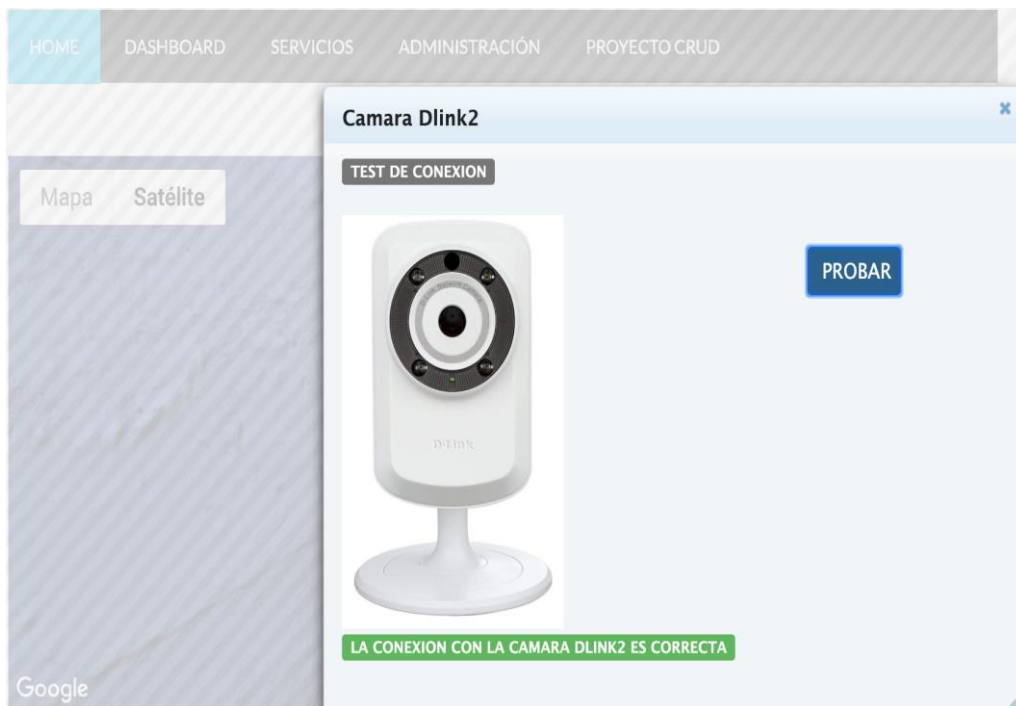 HOME DASHBOARD SERVICIOS ADMINISTRACIÓN PROYECTO CRUD
Camara Dlink2
TEST DE CONEXION
Mapa Satélite
PROBAR
D-Link
LA CONEXION CON LA CAMARA DLINK2 ES CORRECTA
Google